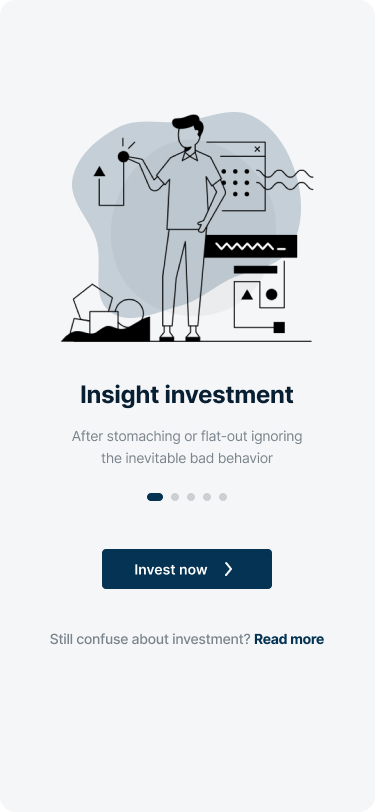 Insight investment
After stomaching or flat-out ignoring
the inevitable bad behavior
Invest now
Still confuse about investment? Read more